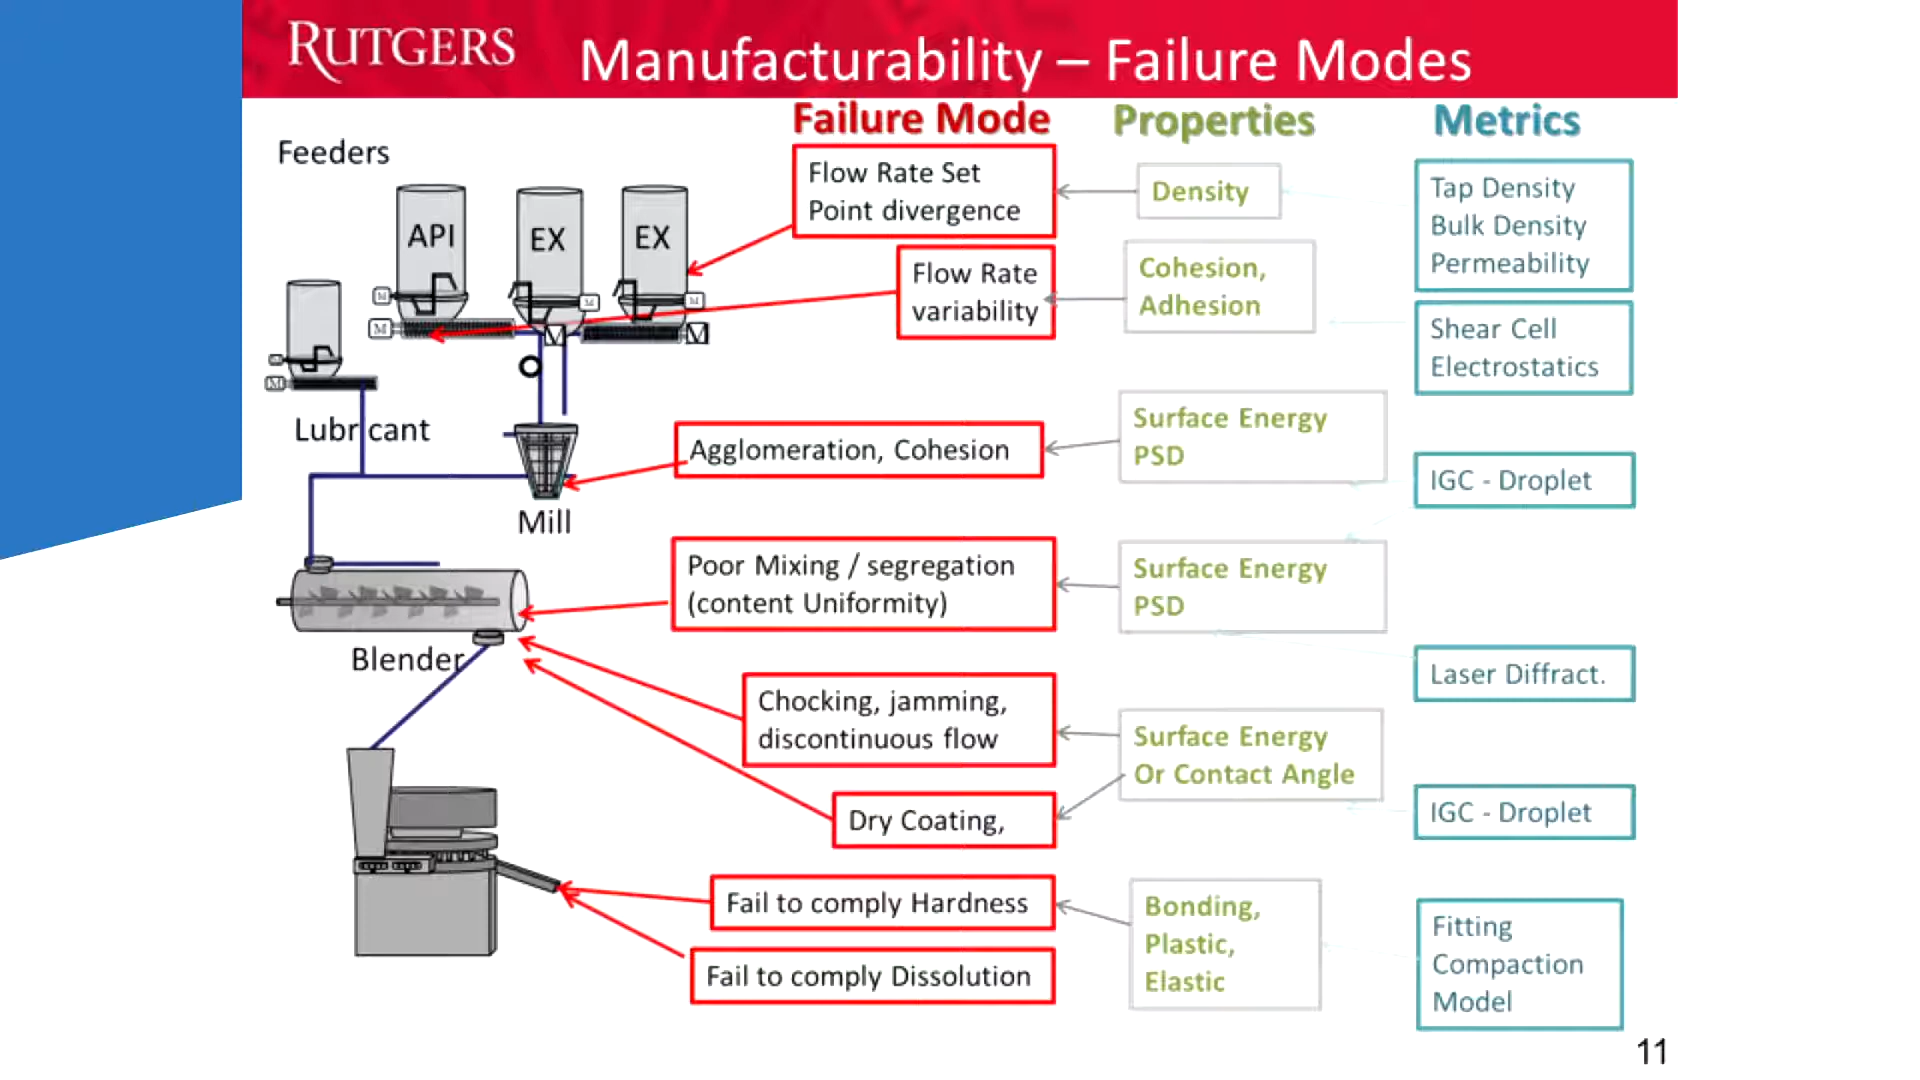 RUTGERS
Manufacturability – Failure Modes
Failure Mode
Properties
Metrics
Feeders
API
EX
EX
M
M
M
M
M
M
M
M
Lubricant
Mill
Blender
Flow Rate Set
Point divergence
Flow Rate
variability
Agglomeration, Cohesion
Poor Mixing / segregation
(content Uniformity)
Chocking, jamming,
discontinuous flow
Dry Coating,
Fail to comply Hardness
Fail to comply Dissolution
Density
Cohesion,
Adhesion
Surface Energy
PSD
Surface Energy
PSD
Surface Energy
Or Contact Angle
Bonding,
Plastic,
Elastic
Tap Density
Bulk Density
Permeability
Shear Cell
Electrostatics
IGC - Droplet
Laser Diffract.
IGC - Droplet
Fitting
Compaction
Model
11